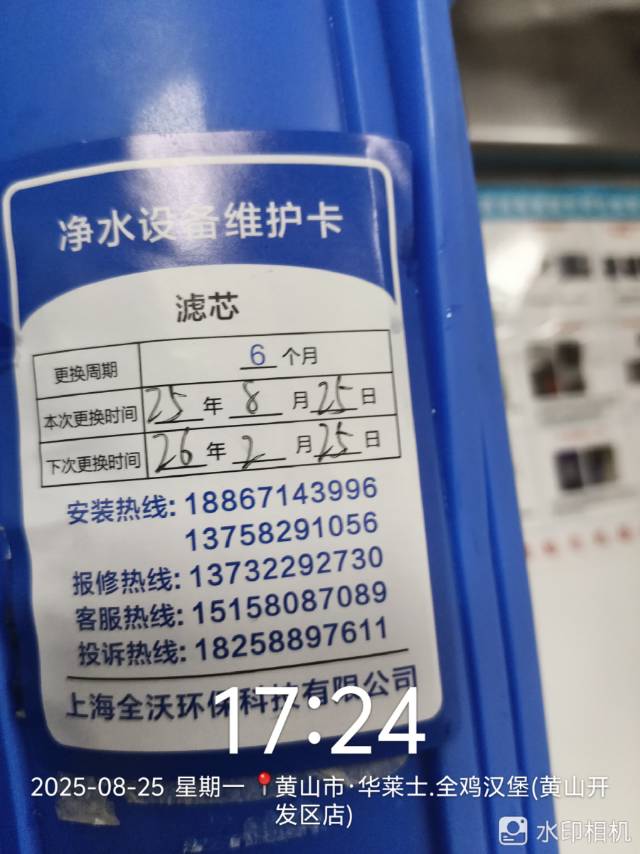 净水设备维护卡
滤芯
更换周期 6 个月
本次更换时间 25 年 8 月 25 日
下次更换时间 26 年 2 月 25 日
安装热线: 18867143996
13758291056
报修热线: 13732292730
客服热线: 15158087089
投诉热线: 18258897611
上海全沃环保科技有限公司
17:24
2025-08-25 星期一 黄山市·华莱士.全鸡汉堡(黄山开
发区店)
水印相机